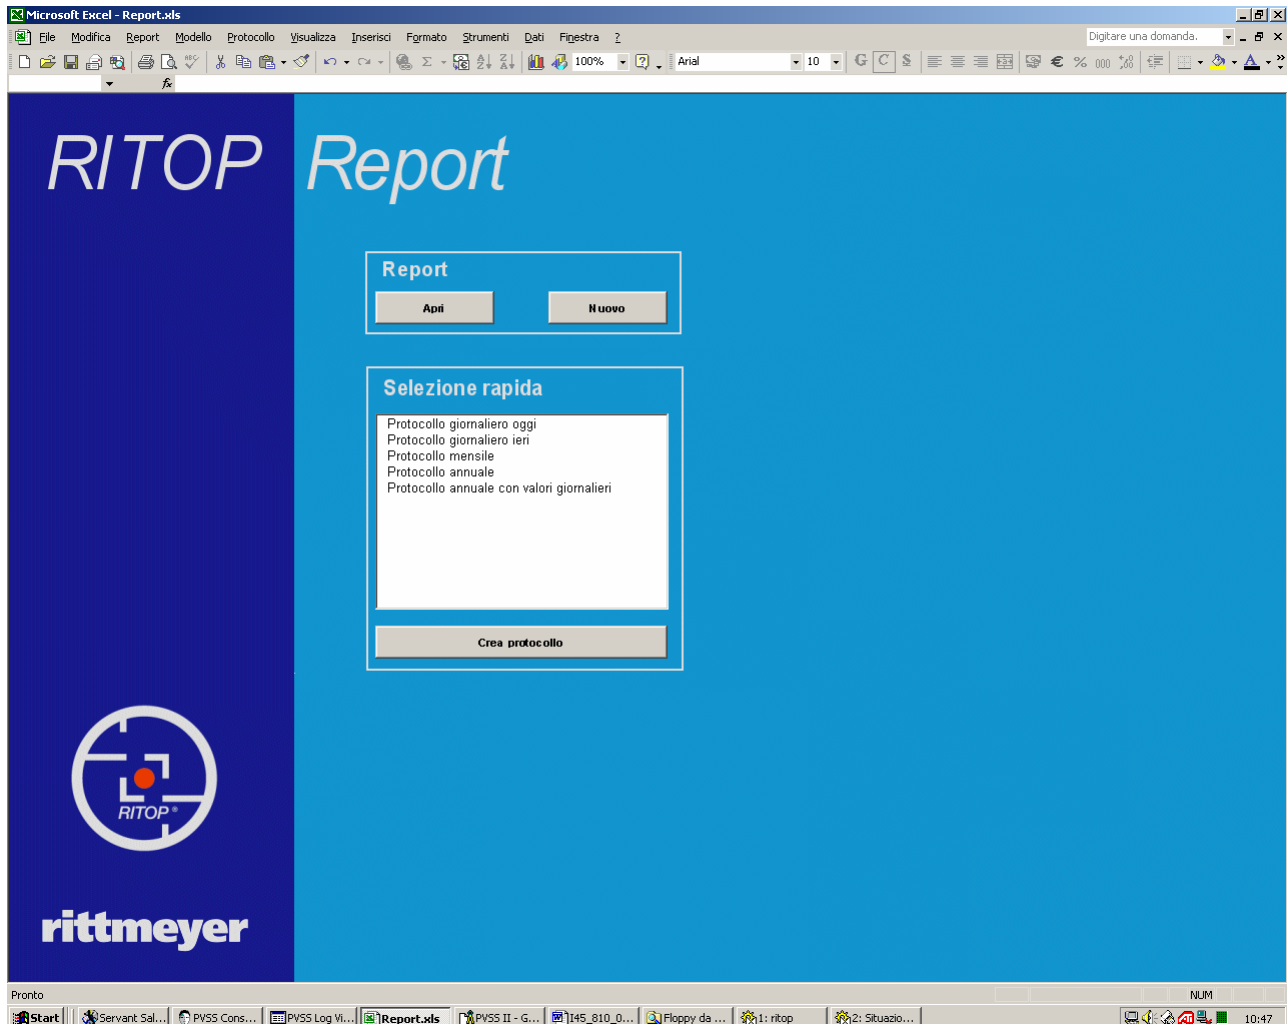 Microsoft Excel - Report.xls
File Modifica Report Modello Protocollo Visualizza Inserisci Formato Strumenti Dati Finestra ? Digitare una domanda.
100% Arial 10 G C S € % 000
fx
RITOP Report
Report
Apri Nuovo
Selezione rapida
Protocollo giornaliero oggi
Protocollo giornaliero ieri
Protocollo mensile
Protocollo annuale
Protocollo annuale con valori giornalieri
Crea protocollo
RITOP®
rittmeyer
Pronto NUM
Start Servant Sal... PVSS Cons... PVSS Log Vi... Report.xls PVSS II - G... I45_810_0... Floppy da ... 1: ritop 2: Situazio... 10:47